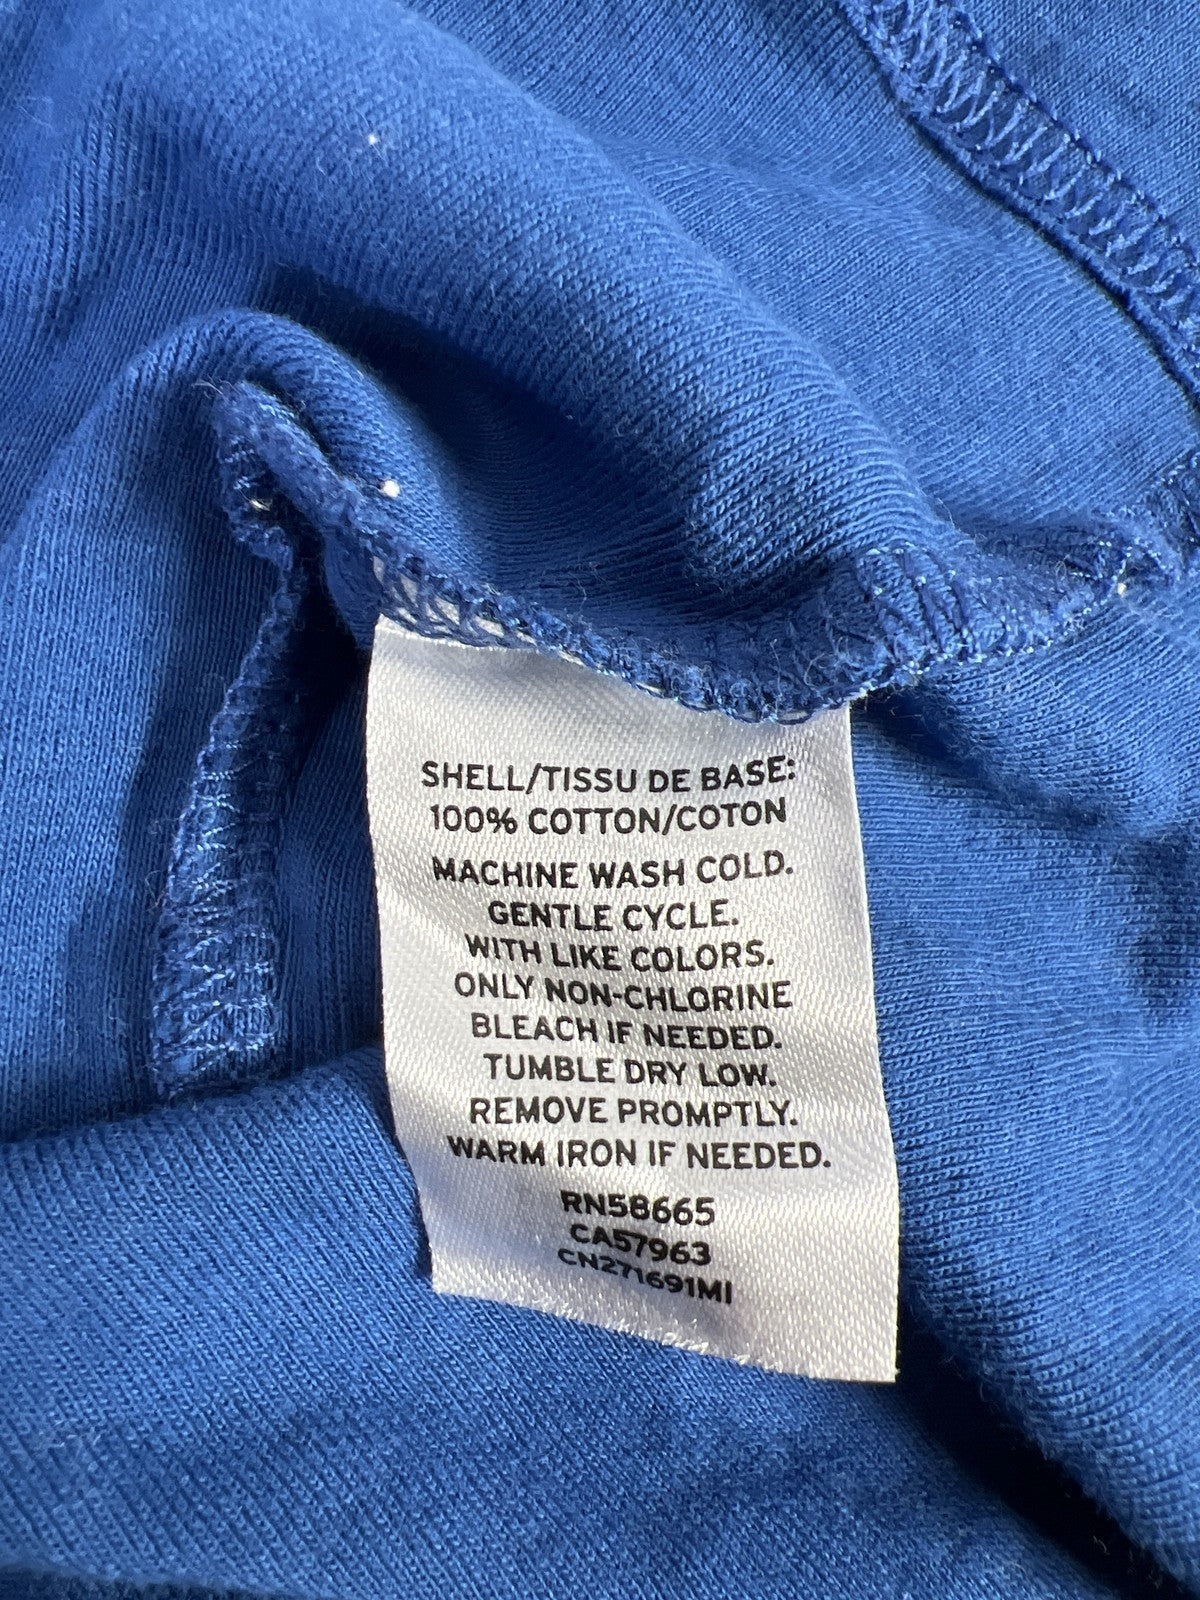 SHELL/TISSU DE BASE:
100% COTTON/COTON
MACHINE WASH COLD.
GENTLE CYCLE.
WITH LIKE COLORS.
ONLY NON-CHLORINE
BLEACH IF NEEDED.
TUMBLE DRY LOW.
REMOVE PROMPTLY.
WARM IRON IF NEEDED.
RN58665
CA57963
CN271691MI